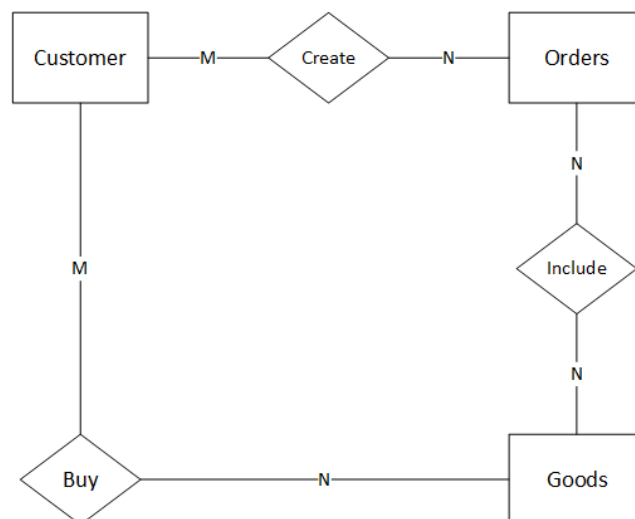 Customer
M
Create
N
Orders
N
M
Include
N
Buy
N
Goods